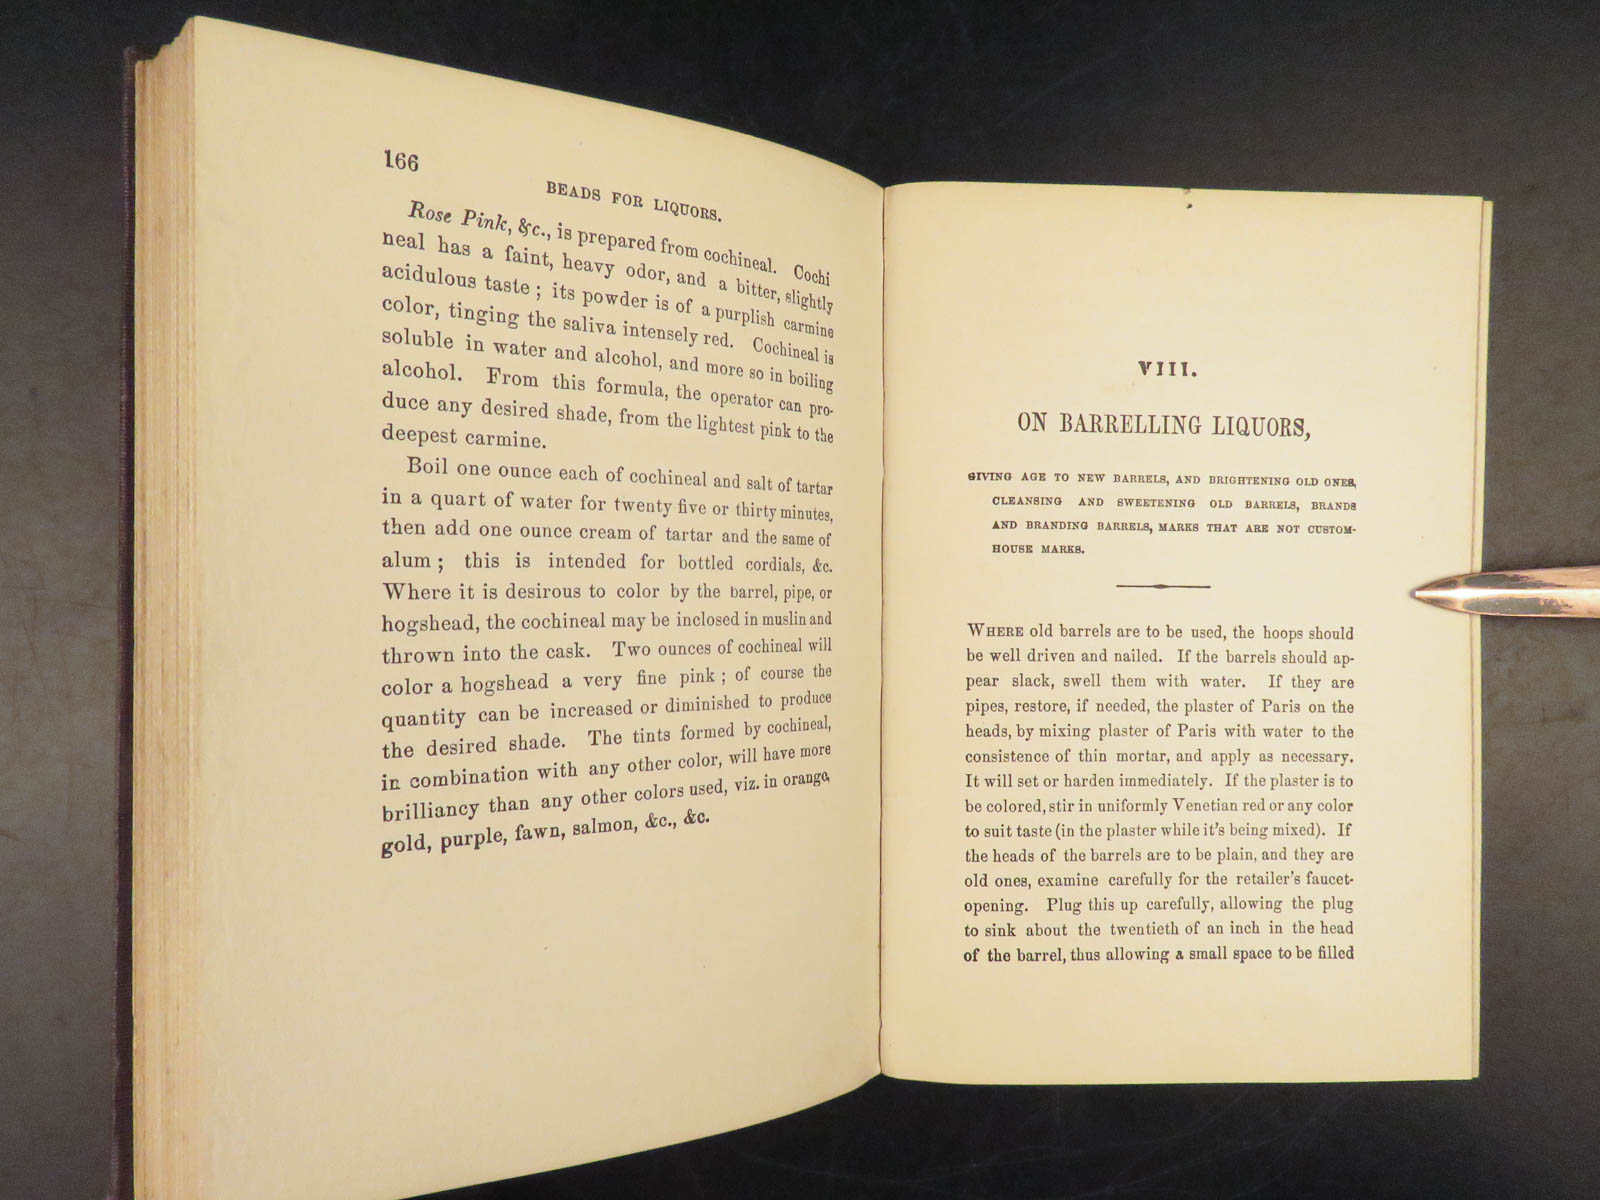 166
BEADS FOR LIQUORS.
Rose Pink, &c., is prepared from cochineal. Cochi
neal has a faint, heavy odor, and a bitter, slightly
acidulous taste; its powder is of a purplish carmine
color, tinging the saliva intensely red. Cochineal is
soluble in water and alcohol, and more so in boiling
alcohol. From this formula, the operator can pro-
duce any desired shade, from the lightest pink to the
deepest carmine.
Boil one ounce each of cochineal and salt of tartar
in a quart of water for twenty five or thirty minutes,
then add one ounce cream of tartar and the same of
alum; this is intended for bottled cordials, &c.
Where it is desirous to color by the barrel, pipe, or
hogshead, the cochineal may be inclosed in muslin and
thrown into the cask. Two ounces of cochineal will
color a hogshead a very fine pink; of course the
quantity can be increased or diminished to produce
the desired shade. The tints formed by cochineal,
in combination with any other color, will have more
brilliancy than any other colors used, viz. in orange,
gold, purple, fawn, salmon, &c., &c.
VIII.
ON BARRELLING LIQUORS,
GIVING AGE TO NEW BARRELS, AND BRIGHTENING OLD ONES,
CLEANSING AND SWEETENING OLD BARRELS, BRANDS
AND BRANDING BARRELS, MARKS THAT ARE NOT CUSTOM-
HOUSE MARKS.
WHERE old barrels are to be used, the hoops should
be well driven and nailed. If the barrels should ap-
pear slack, swell them with water. If they are
pipes, restore, if needed, the plaster of Paris on the
heads, by mixing plaster of Paris with water to the
consistence of thin mortar, and apply as necessary.
It will set or harden immediately. If the plaster is to
be colored, stir in uniformly Venetian red or any color
to suit taste (in the plaster while it's being mixed). If
the heads of the barrels are to be plain, and they are
old ones, examine carefully for the retailer's faucet-
opening. Plug this up carefully, allowing the plug
to sink about the twentieth of an inch in the head
of the barrel, thus allowing a small space to be filled